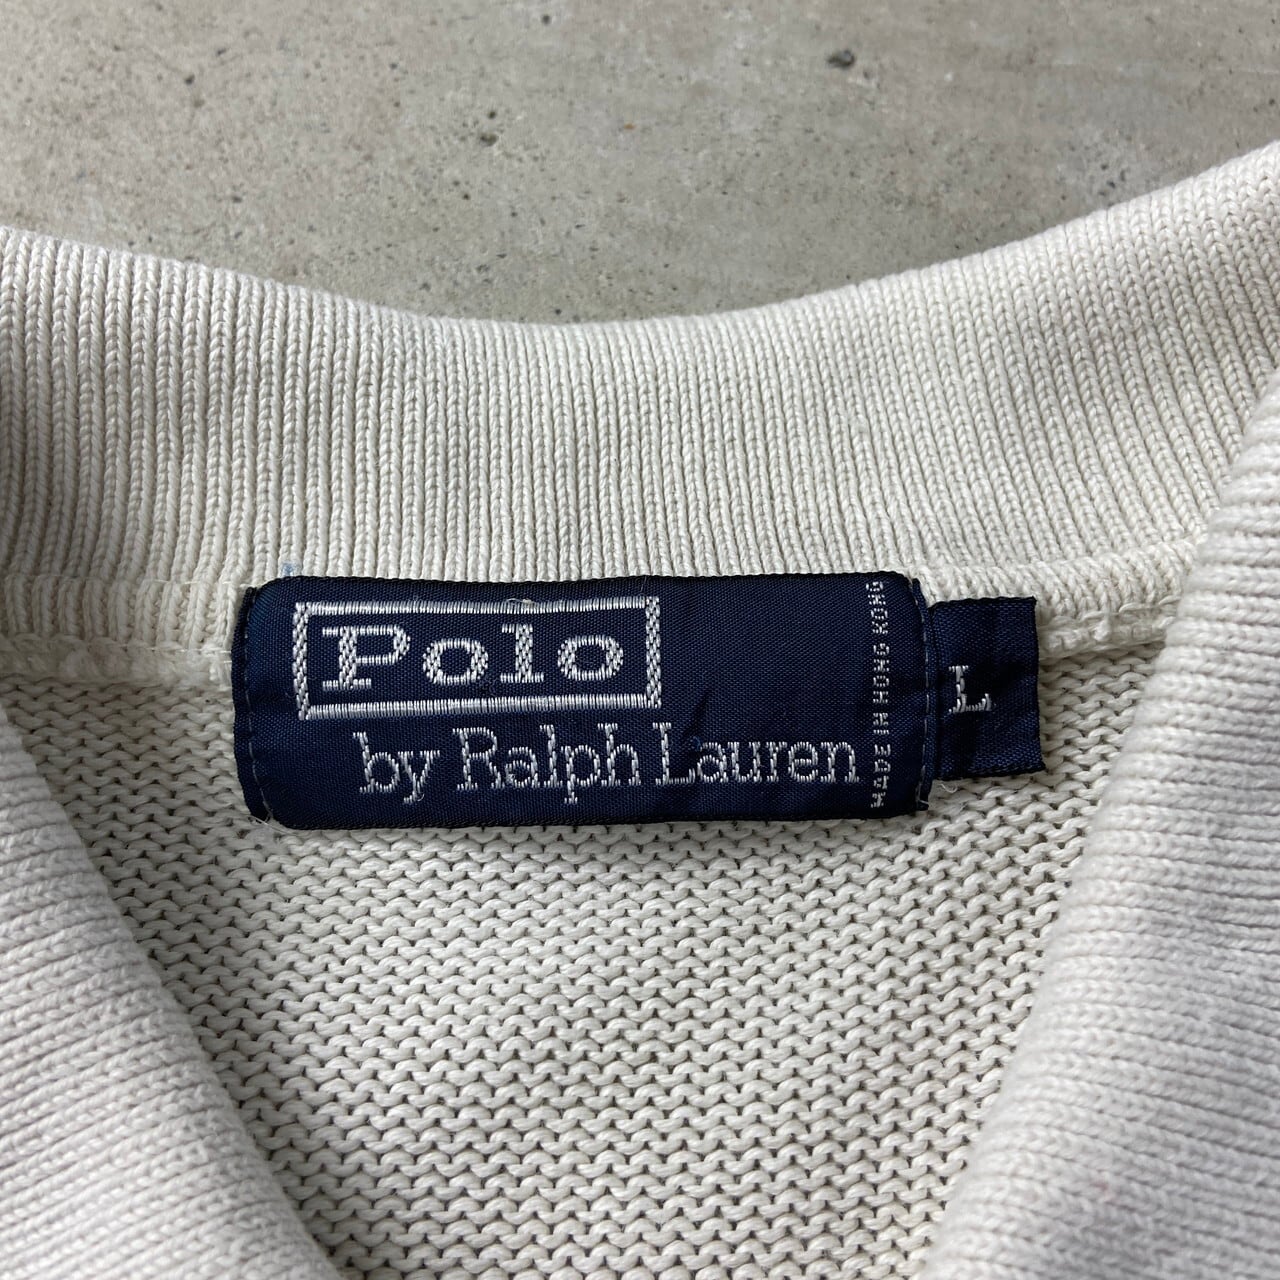 Polo
by Ralph Lauren
MADE IN HONG KONG
L